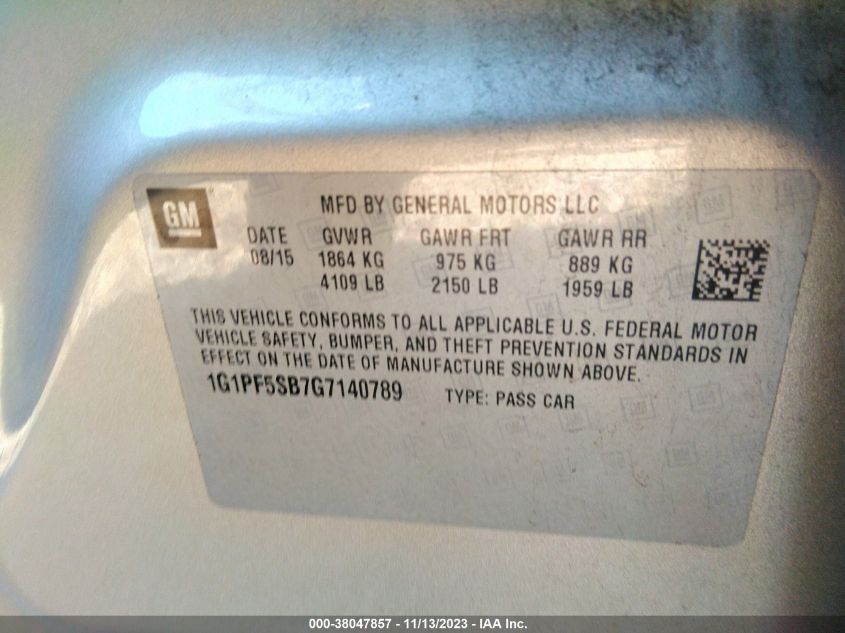 GM®
MFD BY GENERAL MOTORS LLC
DATE GVWR GAWR FRT GAWR RR
08/15 1864 KG 975 KG 889 KG
4109 LB 2150 LB 1959 LB
THIS VEHICLE CONFORMS TO ALL APPLICABLE U.S. FEDERAL MOTOR
VEHICLE SAFETY, BUMPER, AND THEFT PREVENTION STANDARDS IN
EFFECT ON THE DATE OF MANUFACTURE SHOWN ABOVE.
1G1PF5SB7G7140789 TYPE: PASS CAR
000-38047857 - 11/13/2023 - IAA Inc.